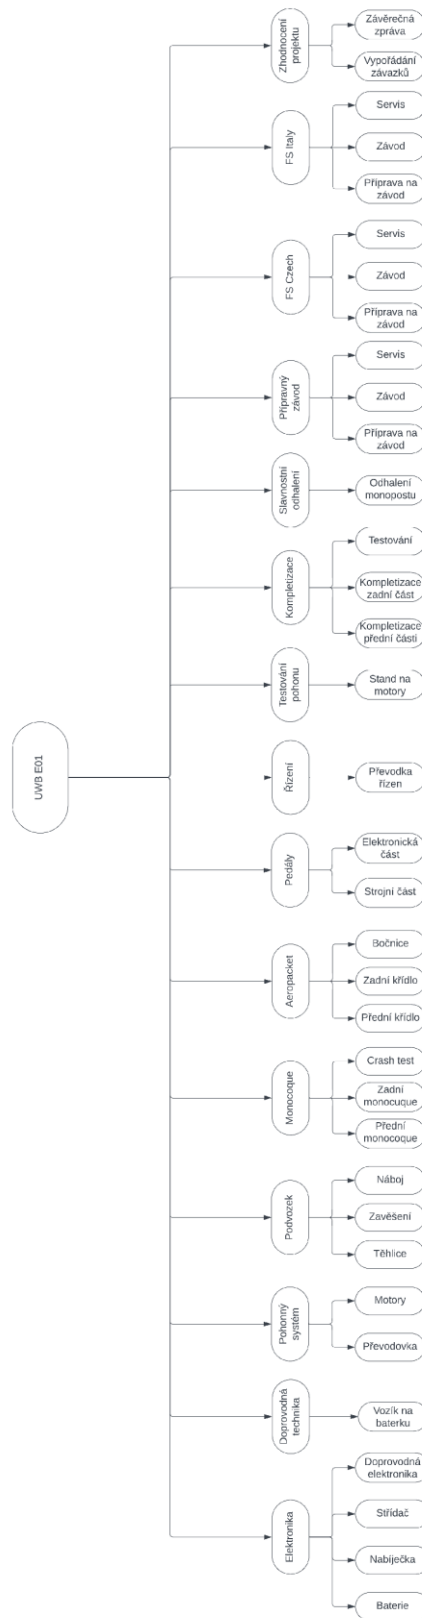 UWB E01
Zhodnocení
projektu
Závěrečná
zpráva
Vypořádání
závazků
FS Italy
Servis
Závod
Příprava na
závod
FS Czech
Servis
Závod
Příprava na
závod
Přípravný
závod
Servis
Závod
Příprava na
závod
Slavnostní
odhalení
Odhalení
monopostu
Kompletizace
Testování
Kompletizace
zadní část
Kompletizace
přední části
Testování
pohonu
Stand na
motory
Řízení
Převodka
řízen
Pedály
Elektronická
část
Strojní část
Aeropacket
Bočnice
Zadní křídlo
Přední křídlo
Monocoque
Crash test
Zadní
monocuque
Přední
monocoque
Podvozek
Náboj
Zavěšení
Těhlice
Pohonný
systém
Motory
Převodovka
Doprovodná
technika
Vozík na
baterku
Elektronika
Doprovodná
elektronika
Střídač
Nabíječka
Baterie